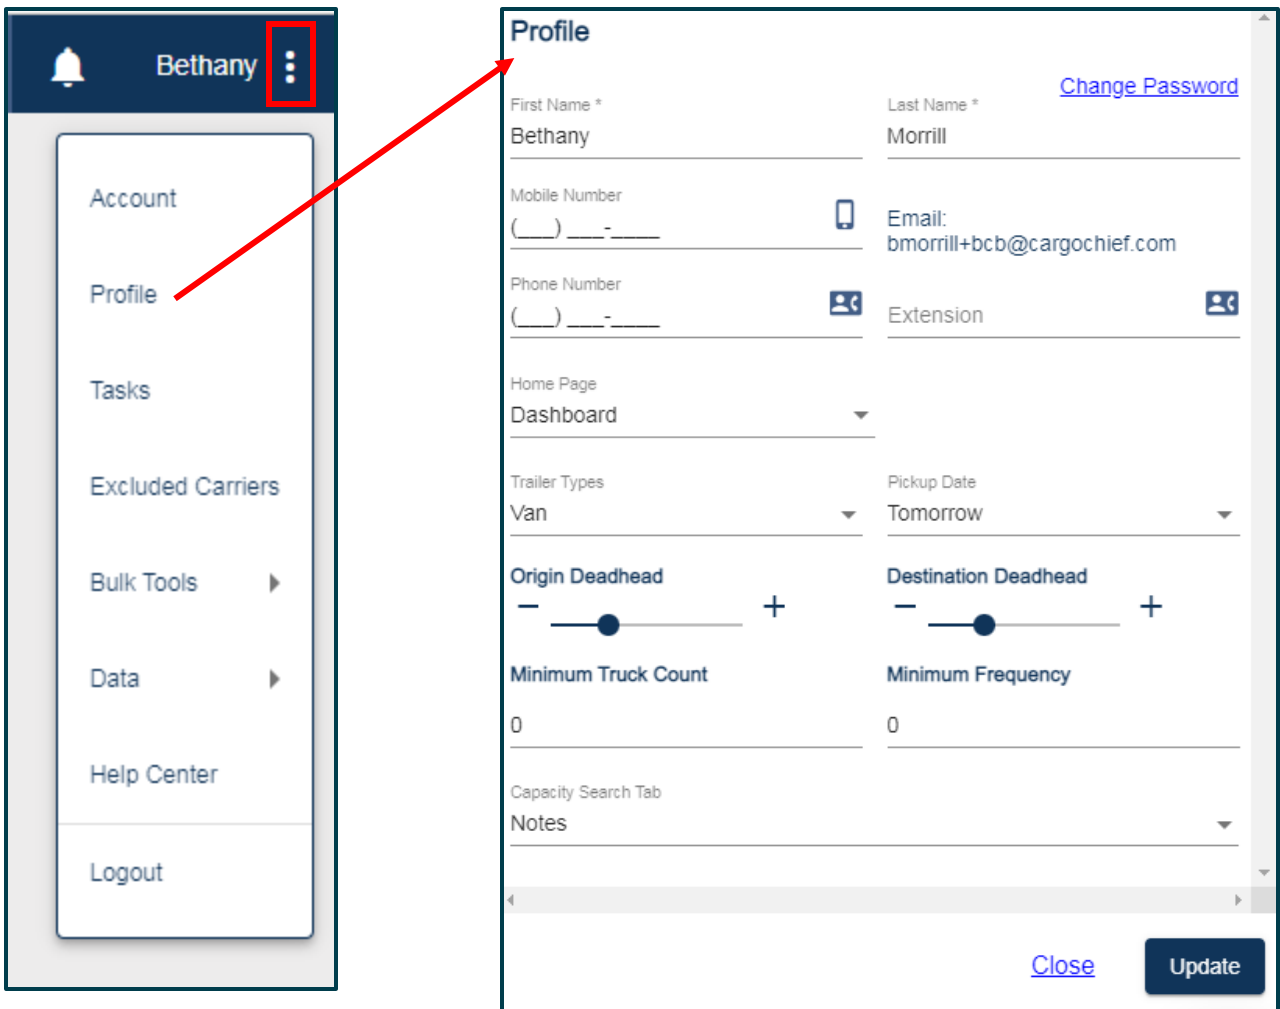 Bethany
Account
Profile
Tasks
Excluded Carriers
Bulk Tools
Data
Help Center
Logout
Profile
Change Password
First Name *
Last Name *
Bethany
Morrill
Mobile Number
(___) ___-____
Email:
bmorrill+bcb@cargochief.com
Phone Number
(___) ___-____
Extension
Home Page
Dashboard
Trailer Types
Pickup Date
Van
Tomorrow
Origin Deadhead
Destination Deadhead
Minimum Truck Count
Minimum Frequency
0
0
Capacity Search Tab
Notes
Close
Update